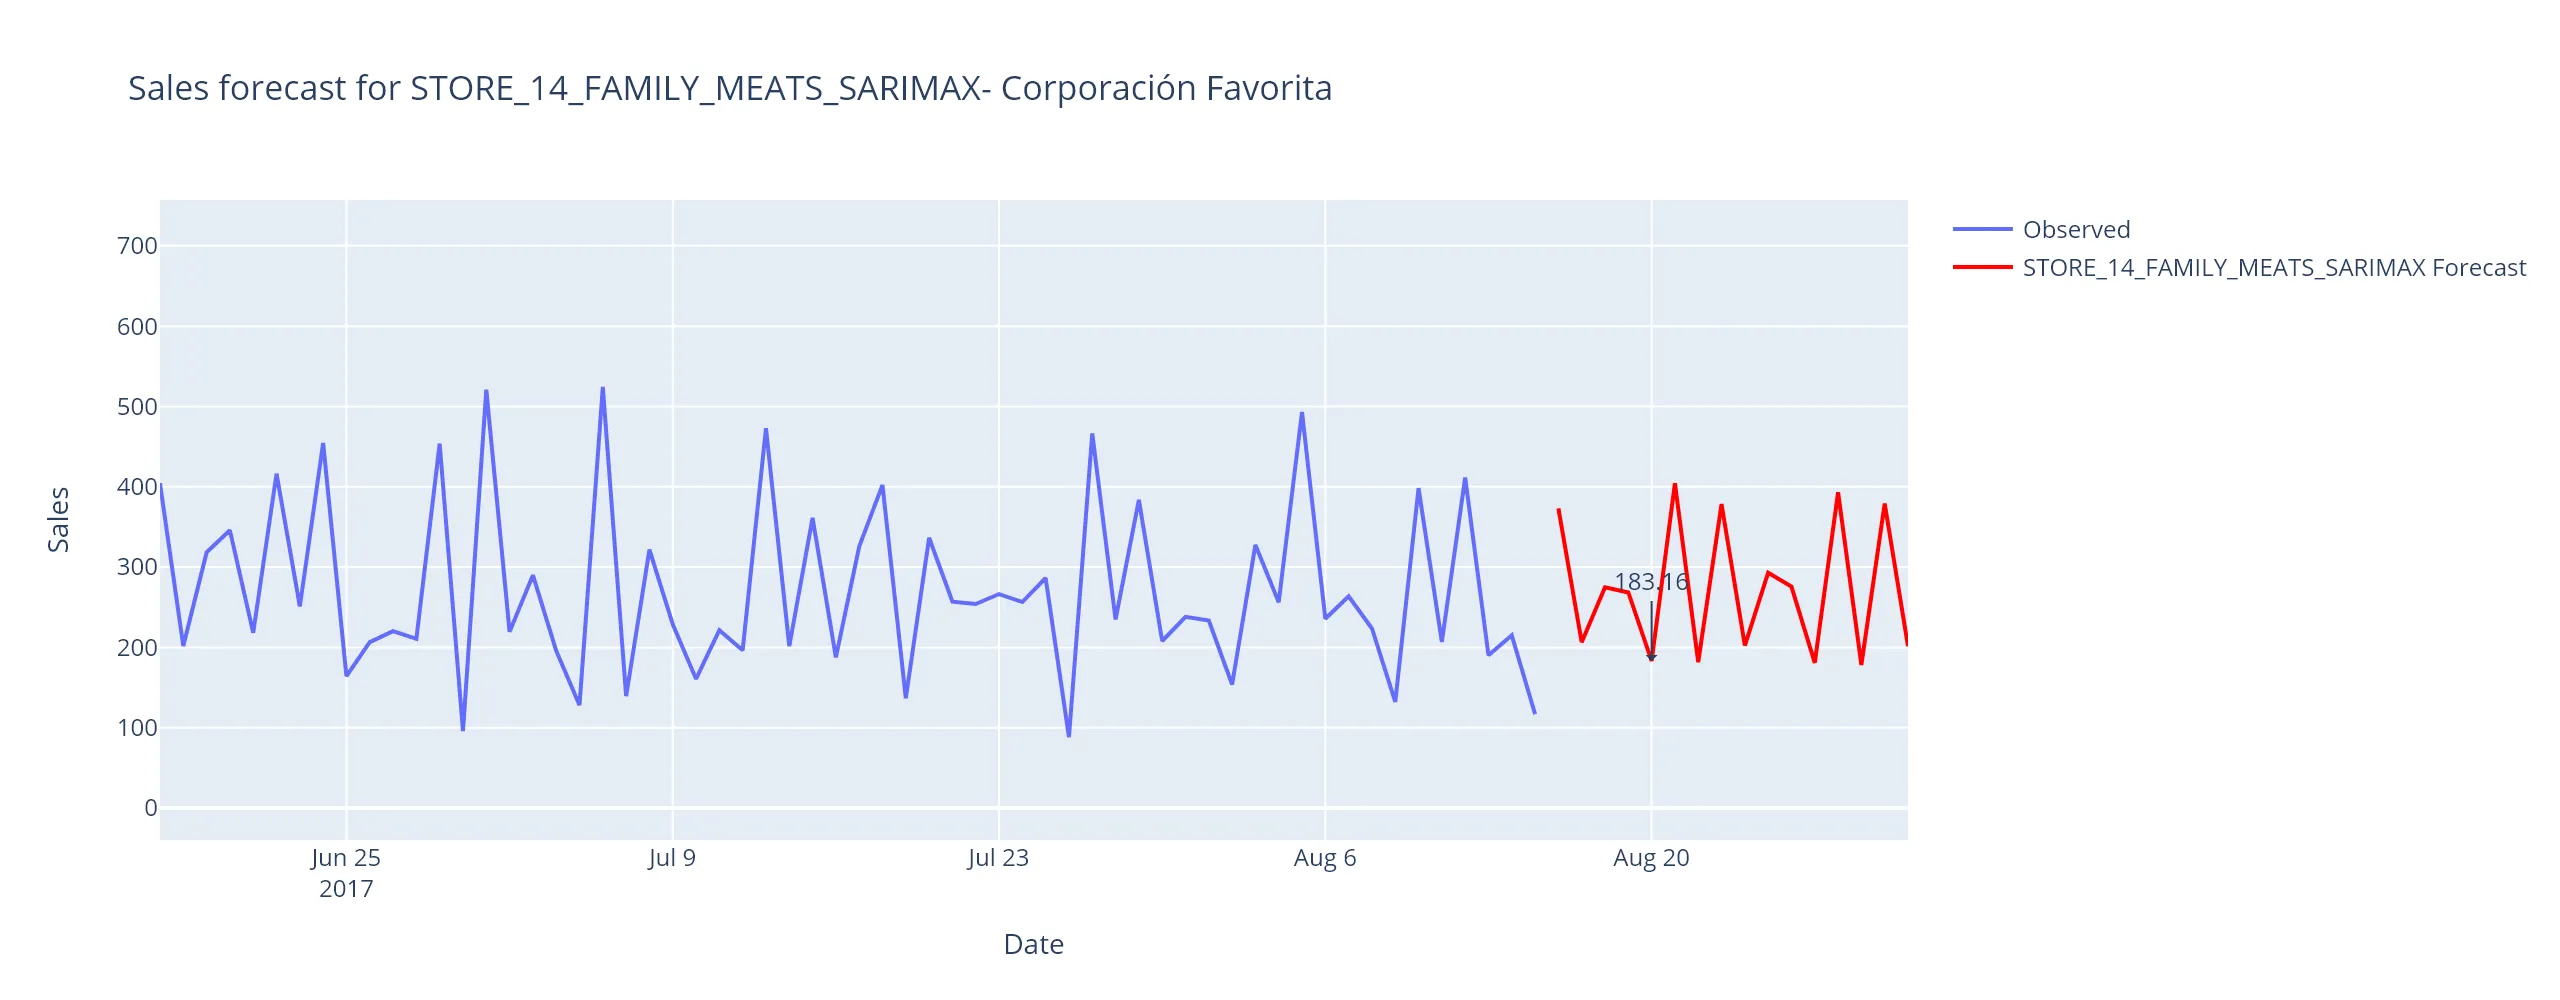 Sales forecast for STORE_14_FAMILY_MEATS_SARIMAX- Corporación Favorita
Observed
STORE_14_FAMILY_MEATS_SARIMAX Forecast
700
600
500
400
300
200
100
0
Sales
183.16
Jun 25
2017
Jul 9
Jul 23
Aug 6
Aug 20
Date